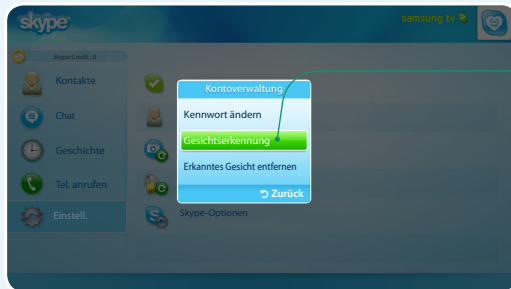 skype
samsung tv
Skype Credit : 0
Kontakte
Chat
Geschichte
Tel. anrufen
Einstell.
Kontoverwaltung
Kennwort ändern
Gesichtserkennung
Erkanntes Gesicht entfernen
Zurück
Skype-Optionen